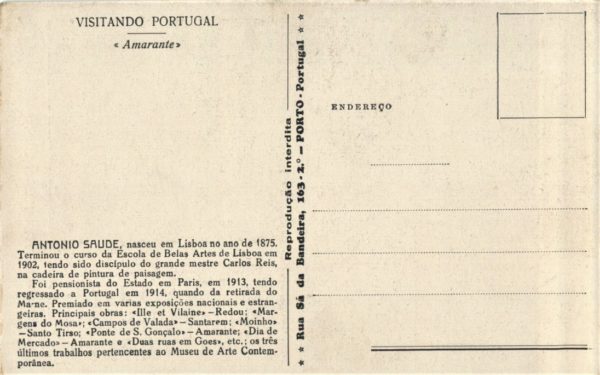 VISITANDO PORTUGAL
« Amarante »
ANTONIO SAUDE, nasceu em Lisboa no ano de 1875.
Terminou o curso da Escola de Belas Artes de Lisboa em
1902, tendo sido discípulo do grande mestre Carlos Reis,
na cadeira de pintura de paisagem.
Foi pensionista do Estado em Paris, em 1913, tendo
regressado a Portugal em 1914, quando da retirada do
Marne. Premiado em varias exposições nacionais e estran-
geiras. Principais obras: «Ille et Vilaine» – Redou; «Mar-
gens do Mosa»; «Campos de Valada» – Santarem; «Moinho»
– Santo Tirso; «Ponte de S. Gonçalo» – Amarante; «Dia de
Mercado» – Amarante e «Duas ruas em Goes», etc.; os três
últimos trabalhos pertencentes ao Museu de Arte Contem-
porânea.
Reprodução interdita
★ ★ Rua Sá da Bandeira, 163 - 2.º — PORTO - Portugal ★ ★
ENDEREÇO